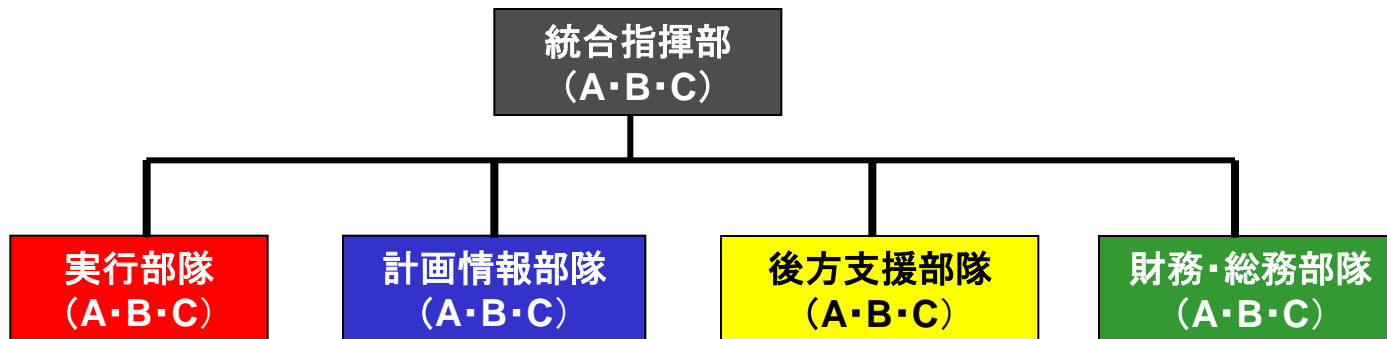 統合指揮部
（A・B・C）
実行部隊
（A・B・C）
計画情報部隊
（A・B・C）
後方支援部隊
（A・B・C）
財務・総務部隊
（A・B・C）